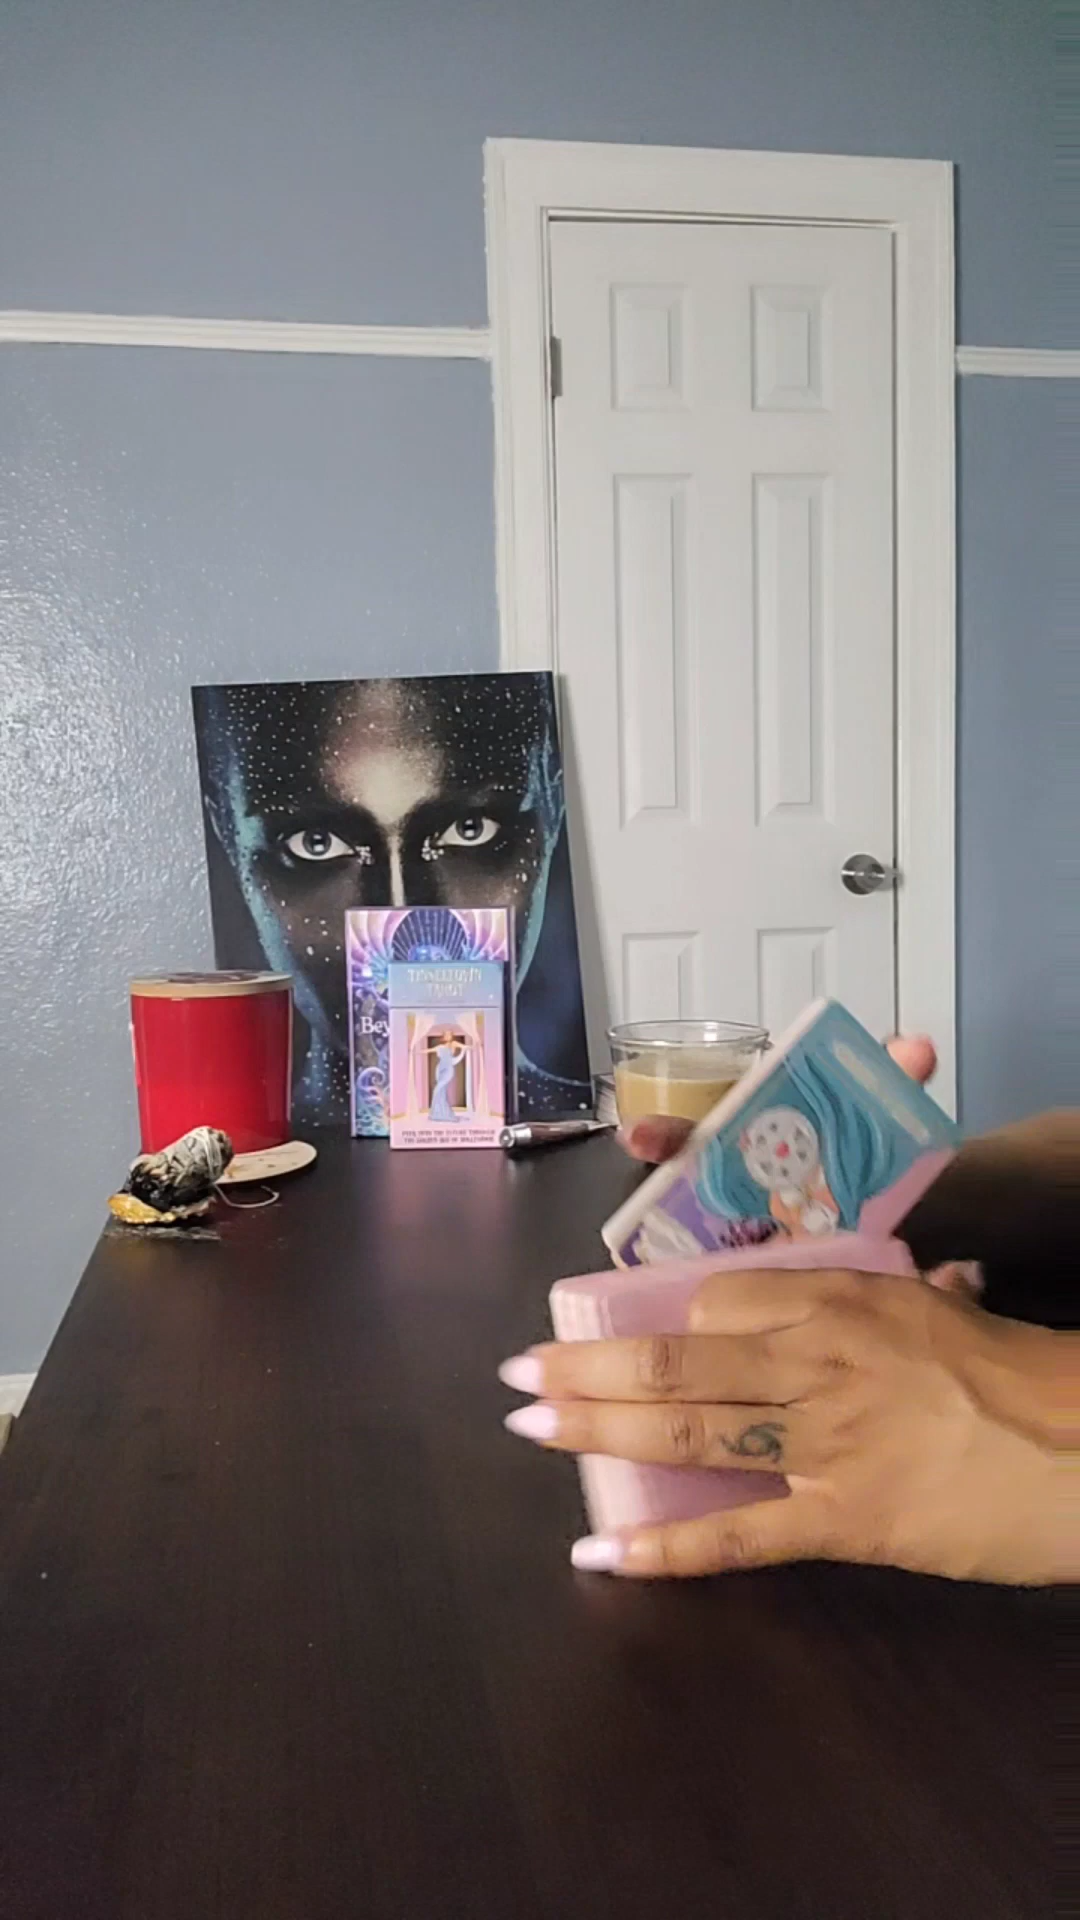 TINSELTOWN
TAROT
Bey
PEEK INTO THE FUTURE THROUGH
THE GOLDEN AGE OF HOLLYWOOD